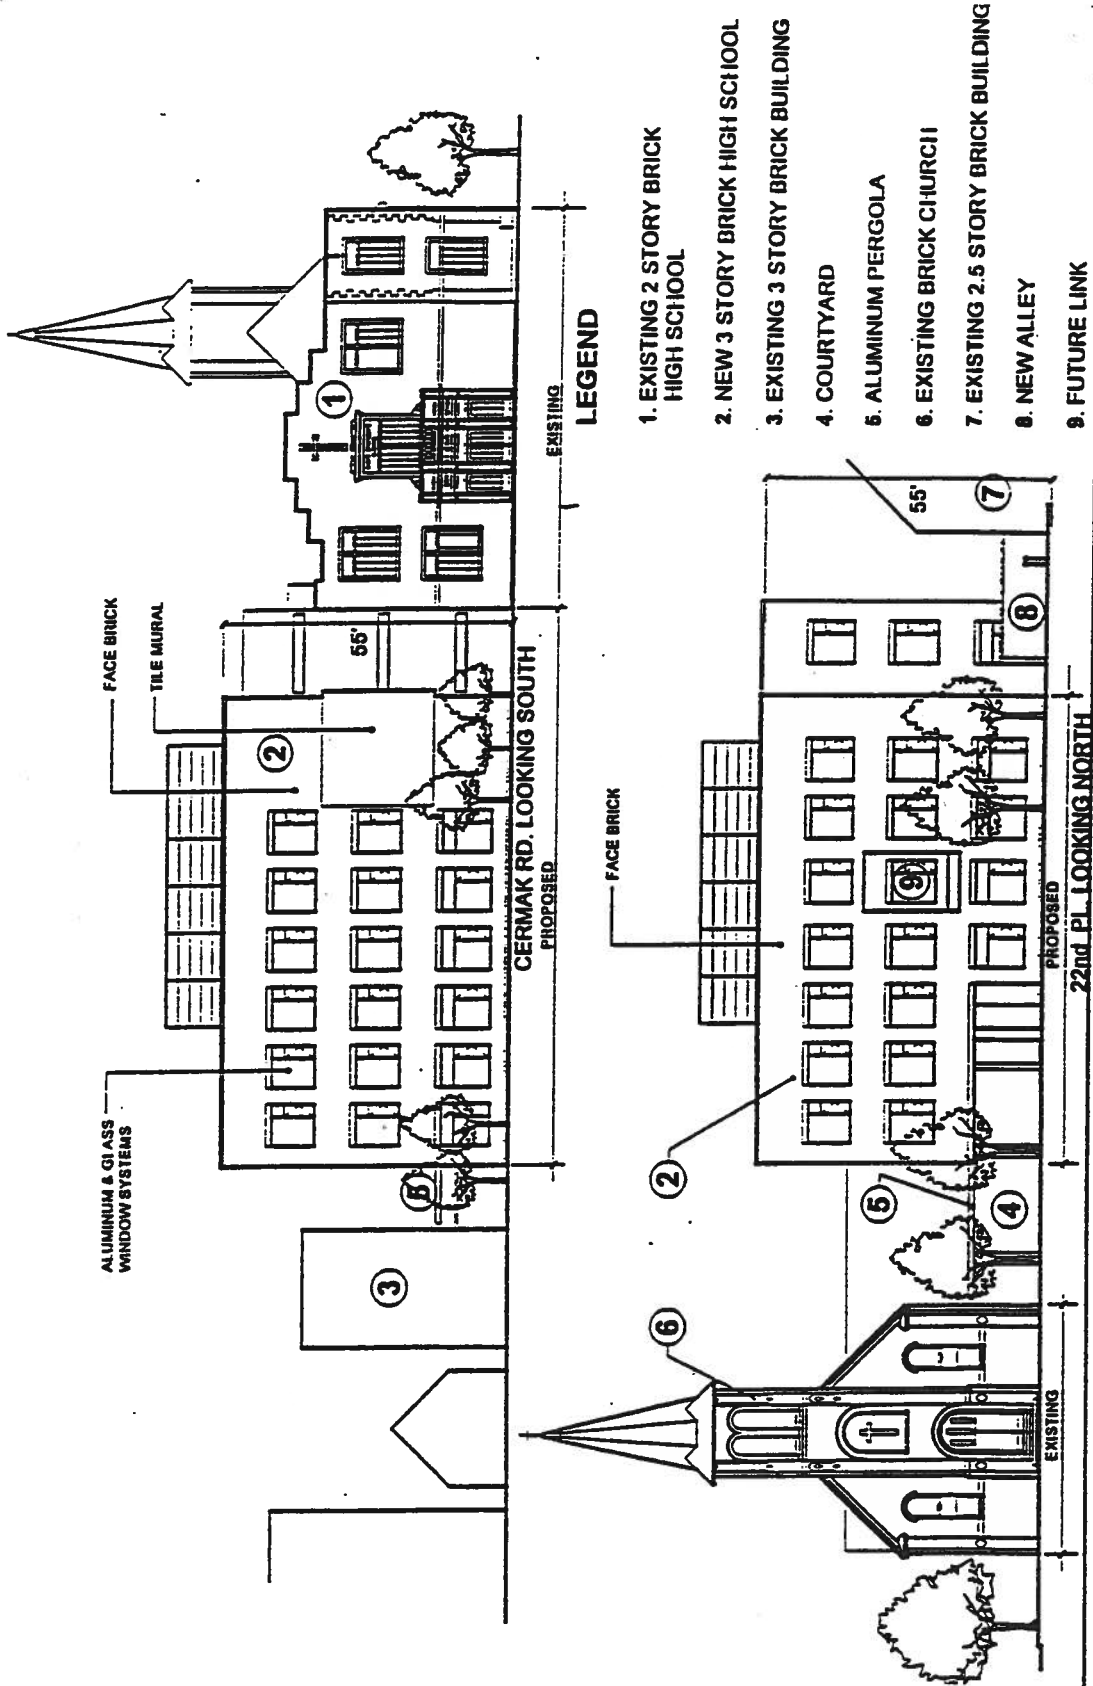 ALUMINUM & GLASS
WINDOW SYSTEMS
FACE BRICK
TILE MURAL
3
5
2
55'
1
CERMAK RD. LOOKING SOUTH
PROPOSED
EXISTING
LEGEND
1. EXISTING 2 STORY BRICK
HIGH SCHOOL
2. NEW 3 STORY BRICK HIGH SCHOOL
3. EXISTING 3 STORY BRICK BUILDING
4. COURTYARD
5. ALUMINUM PERGOLA
6. EXISTING BRICK CHURCH
7. EXISTING 2.5 STORY BRICK BUILDING
8. NEW ALLEY
9. FUTURE LINK
FACE BRICK
6
2
5
4
9
8
55'
7
EXISTING
PROPOSED
22nd PL. LOOKING NORTH